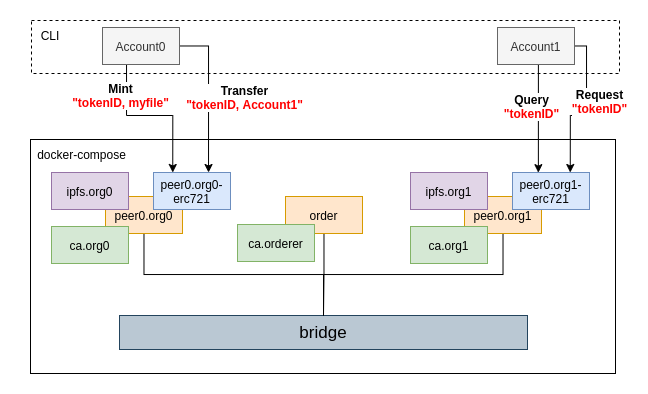 CLI
Account0
Account1
Mint
"tokenID, myfile"
Transfer
"tokenID, Account1"
Query
"tokenID"
Request
"tokenID"
docker-compose
ipfs.org0
peer0.org0-
erc721
peer0.org0
ca.org0
order
ca.orderer
ipfs.org1
peer0.org1-
erc721
peer0.org1
ca.org1
bridge